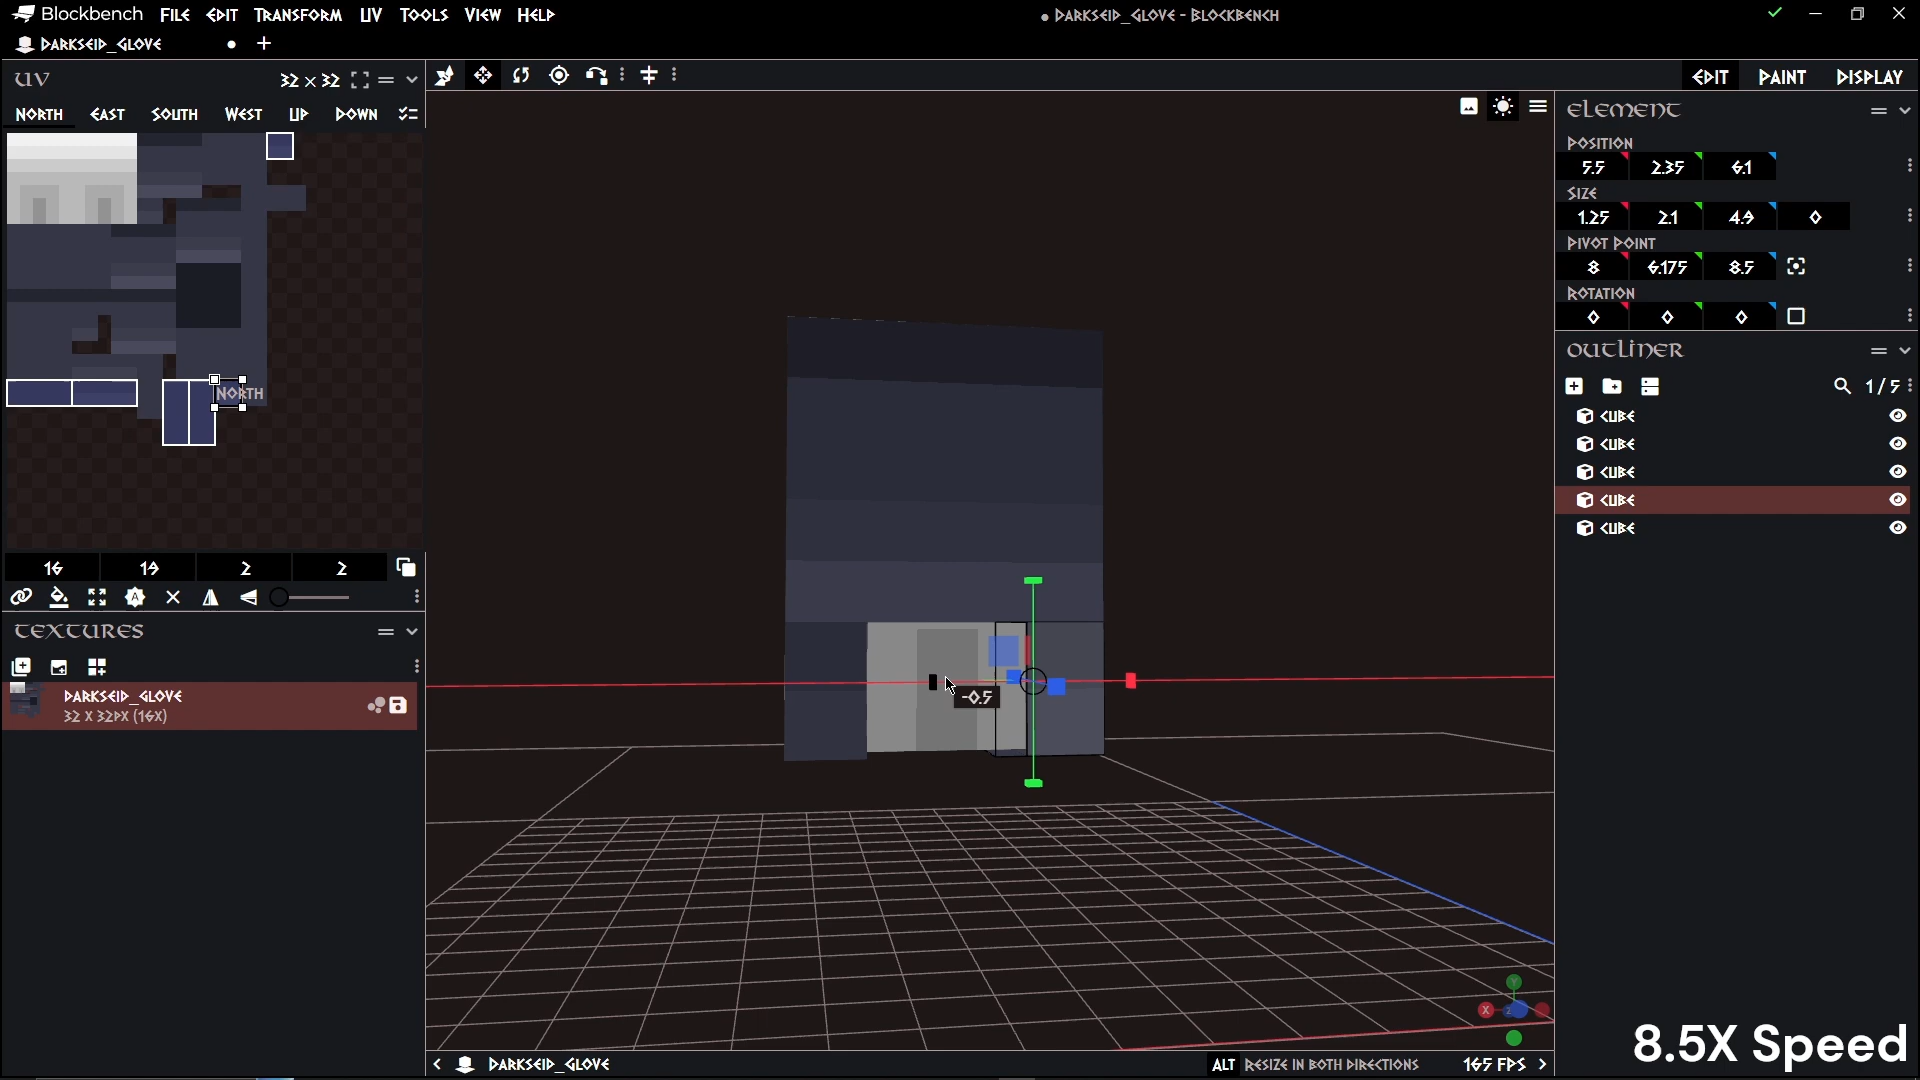 Blockbench FILE EDIT TRANSFORM UV TOOLS VIEW HELP
• DARKSEID_GLOVE - BLOCKBENCH
DARKSEID_GLOVE
UV
32 × 32
NORTH EAST SOUTH WEST UP DOWN
NORTH
16 19 2 2
TEXTURES
DARKSEID_GLOVE
32 X 32PX (16X)
EDIT PAINT DISPLAY
-0.5
ELEMENT
POSITION
5.5 2.35 6.1
SIZE
1.25 2.1 4.9 0
PIVOT POINT
8 6.175 8.5
ROTATION
0 0 0
OUTLINER
1/5
CUBE
CUBE
CUBE
CUBE
CUBE
X Y Z
DARKSEID_GLOVE
ALT RESIZE IN BOTH DIRECTIONS 165 FPS
8.5X Speed